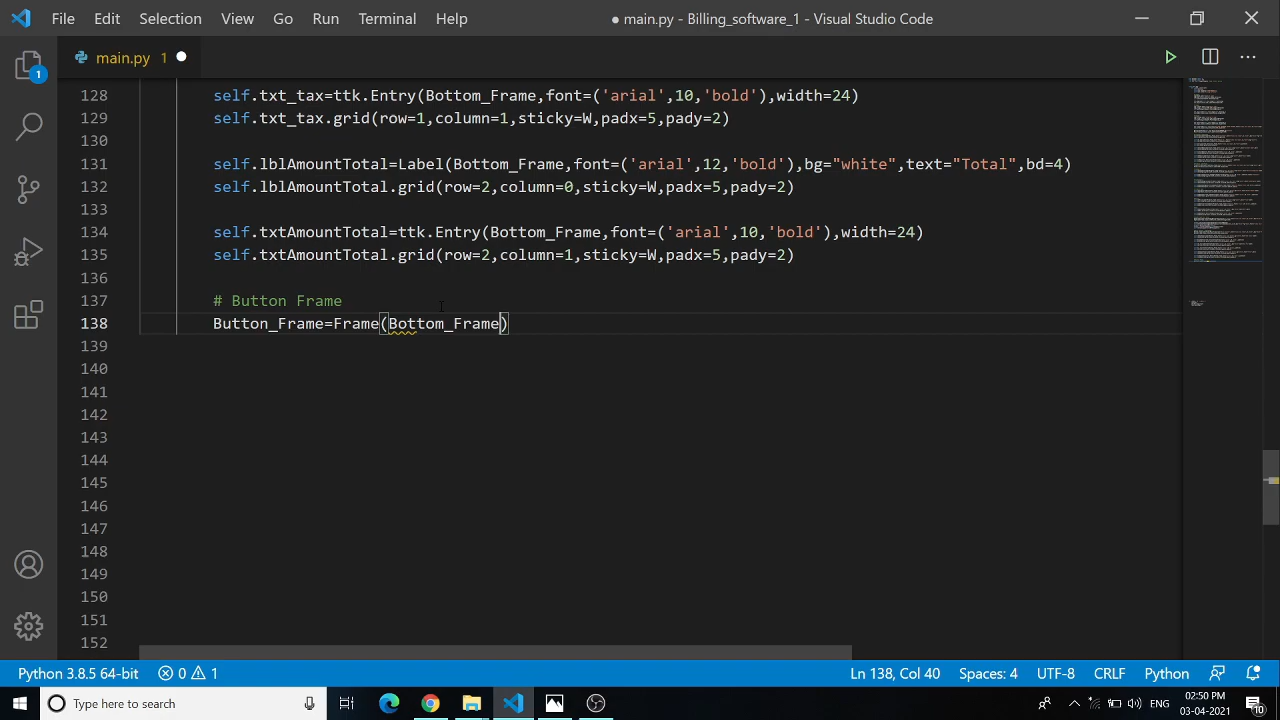 File Edit Selection View Go Run Terminal Help ● main.py - Billing_software_1 - Visual Studio Code
1
main.py 1
128 self.txt_tax=ttk.Entry(Bottom_Frame,font=('arial',10,'bold'),width=24)
129 self.txt_tax.grid(row=1,column=1,sticky=W,padx=5,pady=2)
130
131 self.lblAmountTotal=Label(Bottom_Frame,font=('arial',12,'bold'),bg="white",text="Total",bd=4)
132 self.lblAmountTotal.grid(row=2,column=0,sticky=W,padx=5,pady=2)
133
134 self.txtAmountTotal=ttk.Entry(Bottom_Frame,font=('arial',10,'bold'),width=24)
135 self.txtAmountTotal.grid(row=2,column=1,sticky=W,padx=5,pady=2)
136
137 # Button Frame
138 Button_Frame=Frame(Bottom_Frame)
139
140
141
142
143
144
145
146
147
148
149
150
151
152
Python 3.8.5 64-bit 0 1 Ln 138, Col 40 Spaces: 4 UTF-8 CRLF Python
Type here to search ENG 02:50 PM
03-04-2021